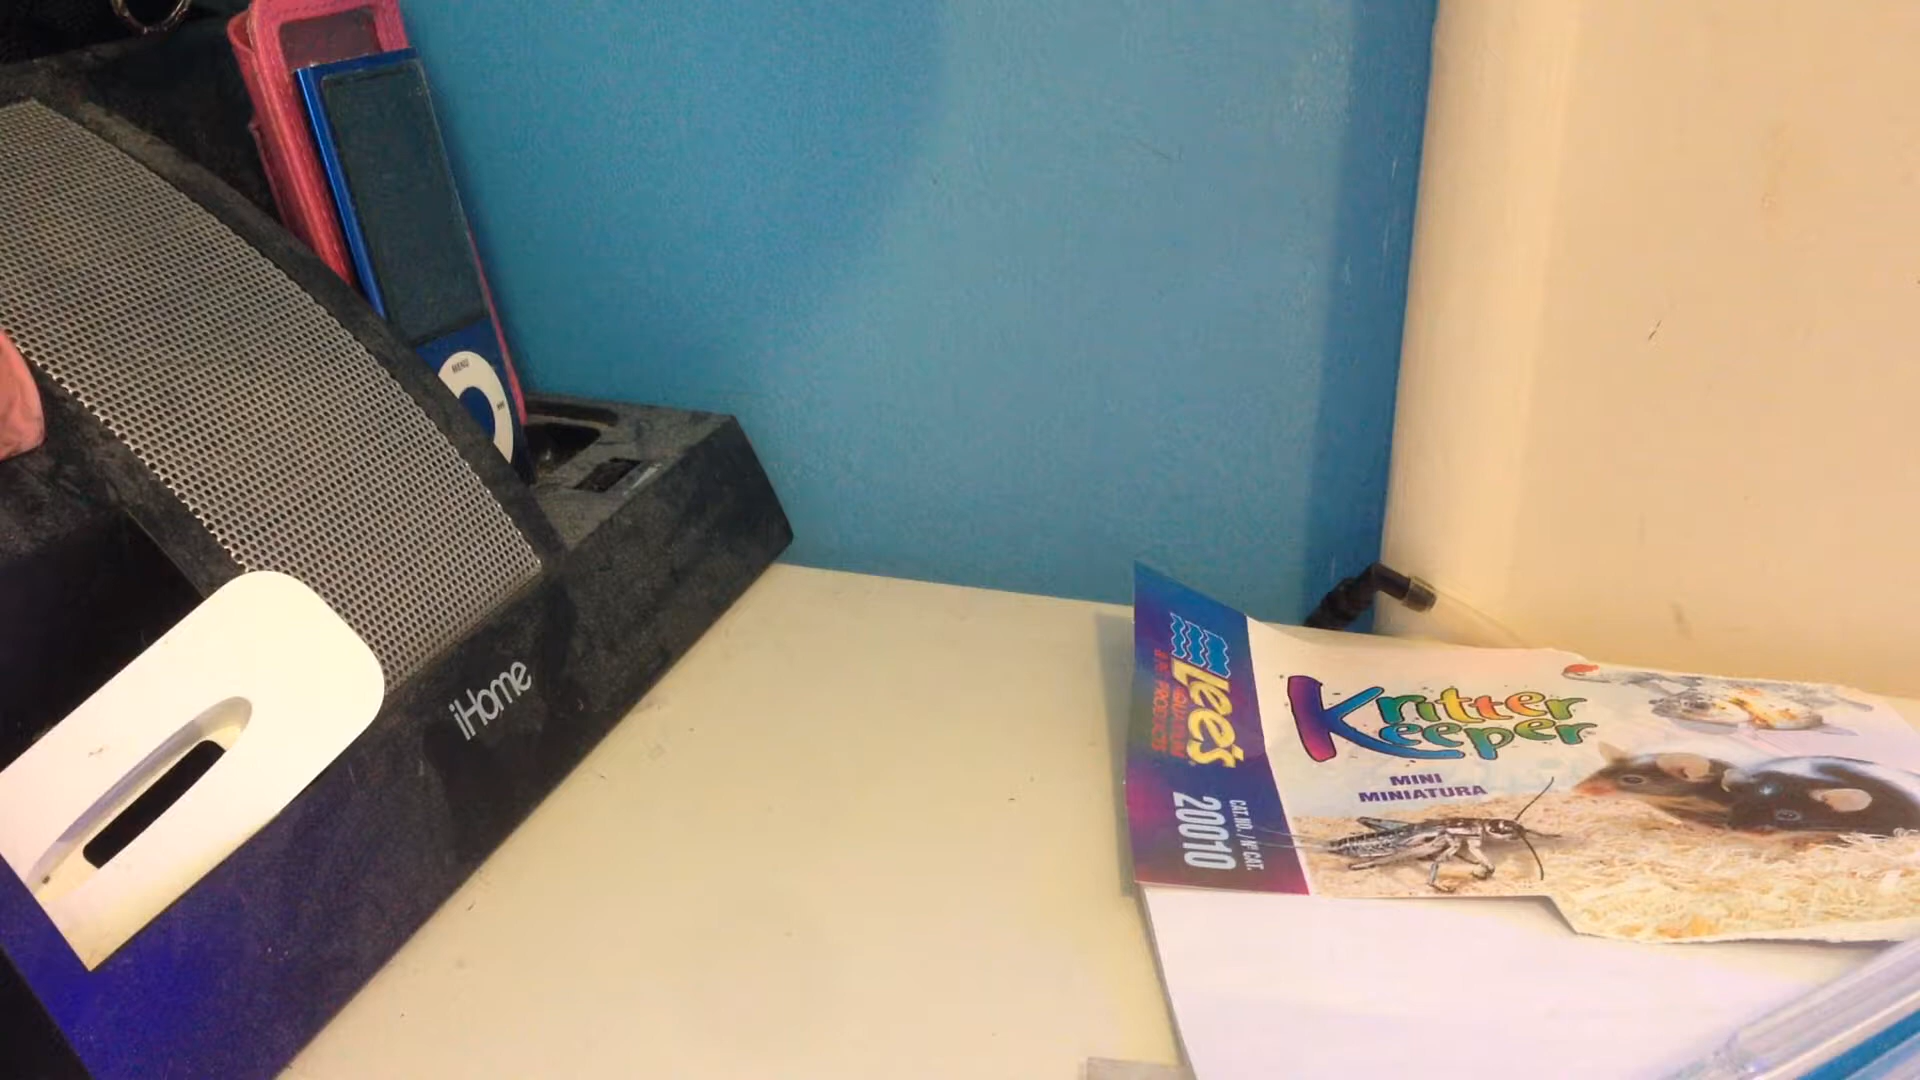 MENU
iHome
Lee's
AQUARIUM
& PET PRODUCTS
CAT. NO. / Nº CAT.
20010
Kritter
Keeper
MINI
MINIATURA